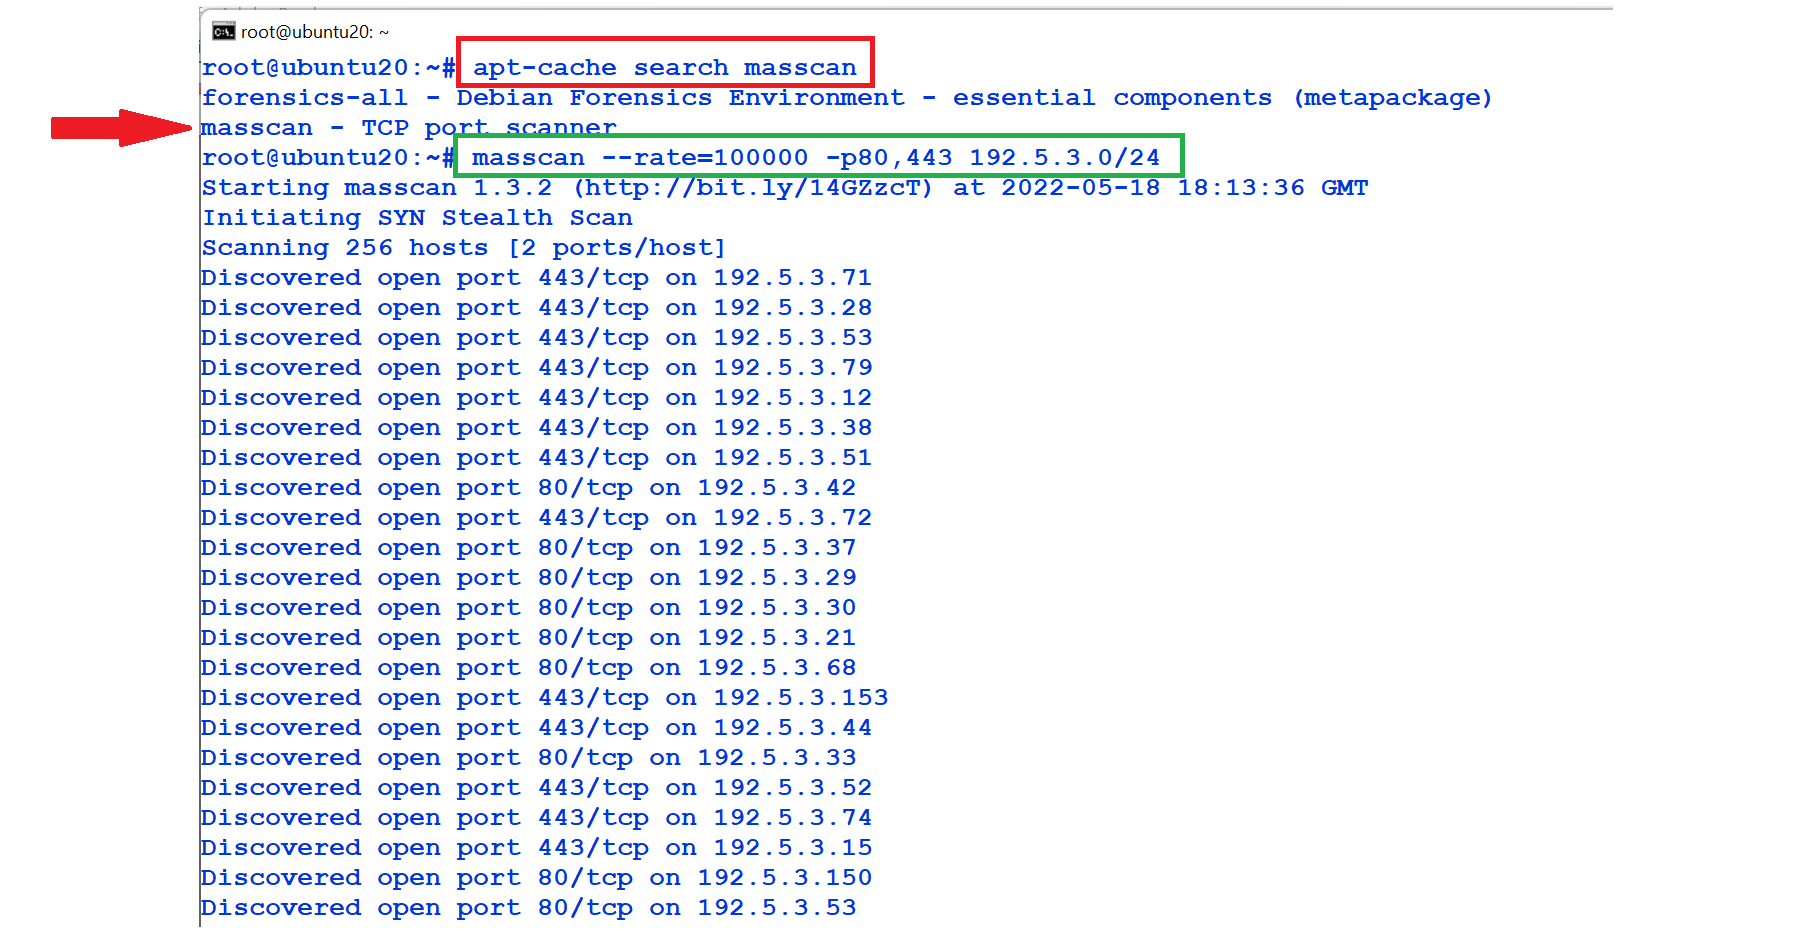 root@ubuntu20: ~
root@ubuntu20:~# apt-cache search masscan
forensics-all - Debian Forensics Environment - essential components (metapackage)
masscan - TCP port scanner
root@ubuntu20:~# masscan --rate=100000 -p80,443 192.5.3.0/24
Starting masscan 1.3.2 (http://bit.ly/14GZzcT) at 2022-05-18 18:13:36 GMT
Initiating SYN Stealth Scan
Scanning 256 hosts [2 ports/host]
Discovered open port 443/tcp on 192.5.3.71
Discovered open port 443/tcp on 192.5.3.28
Discovered open port 443/tcp on 192.5.3.53
Discovered open port 443/tcp on 192.5.3.79
Discovered open port 443/tcp on 192.5.3.12
Discovered open port 443/tcp on 192.5.3.38
Discovered open port 443/tcp on 192.5.3.51
Discovered open port 80/tcp on 192.5.3.42
Discovered open port 443/tcp on 192.5.3.72
Discovered open port 80/tcp on 192.5.3.37
Discovered open port 80/tcp on 192.5.3.29
Discovered open port 80/tcp on 192.5.3.30
Discovered open port 80/tcp on 192.5.3.21
Discovered open port 80/tcp on 192.5.3.68
Discovered open port 443/tcp on 192.5.3.153
Discovered open port 443/tcp on 192.5.3.44
Discovered open port 80/tcp on 192.5.3.33
Discovered open port 443/tcp on 192.5.3.52
Discovered open port 443/tcp on 192.5.3.74
Discovered open port 443/tcp on 192.5.3.15
Discovered open port 80/tcp on 192.5.3.150
Discovered open port 80/tcp on 192.5.3.53